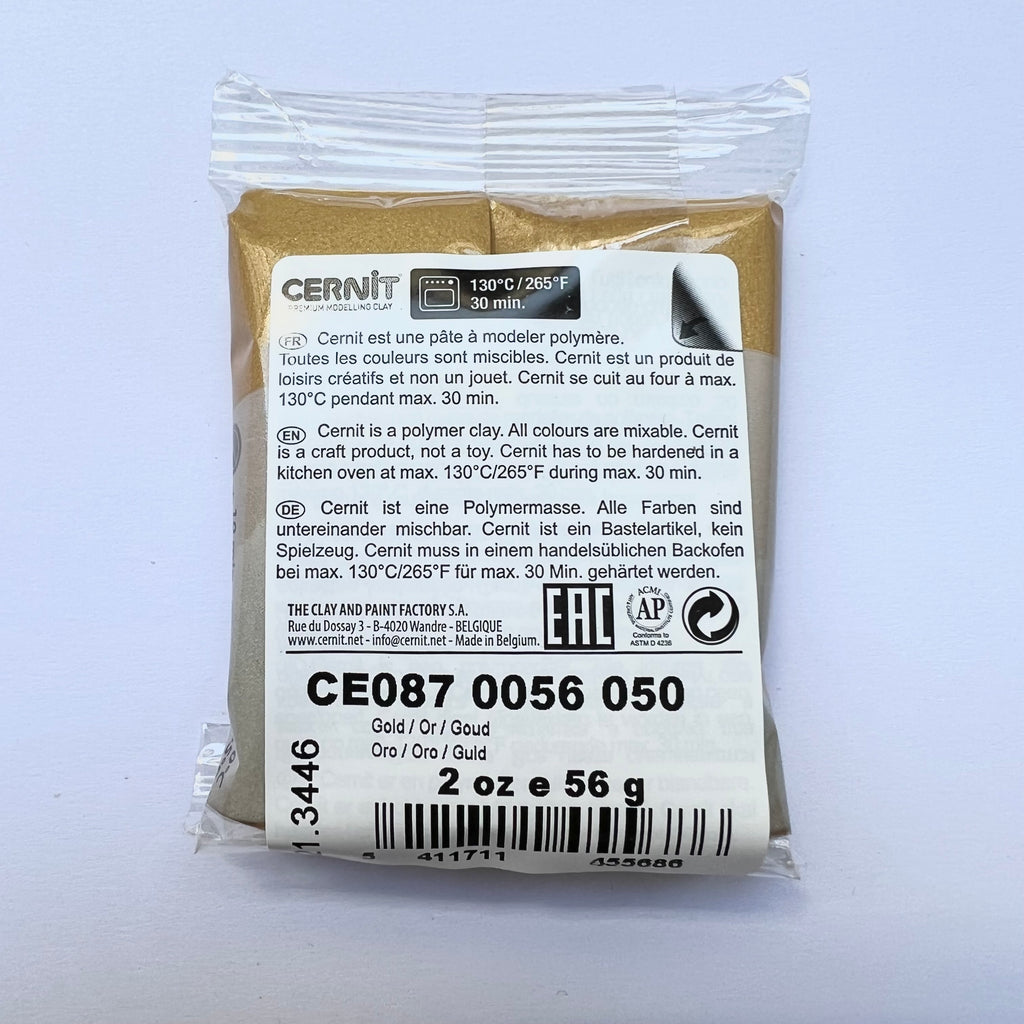 CERNIT
PREMIUM MODELLING CLAY
130°C / 265°F
30 min.
FR Cernit est une pâte à modeler polymère.
Toutes les couleurs sont miscibles. Cernit est un produit de
loisirs créatifs et non un jouet. Cernit se cuit au four à max.
130°C pendant max. 30 min.
EN Cernit is a polymer clay. All colours are mixable. Cernit
is a craft product, not a toy. Cernit has to be hardened in a
kitchen oven at max. 130°C/265°F during max. 30 min.
DE Cernit ist eine Polymermasse. Alle Farben sind
untereinander mischbar. Cernit ist ein Bastelartikel, kein
Spielzeug. Cernit muss in einem handelsüblichen Backofen
bei max. 130°C/265°F für max. 30 Min. gehärtet werden.
THE CLAY AND PAINT FACTORY S.A.
Rue du Dossay 3 - B-4020 Wandre - BELGIQUE
www.cernit.net - info@cernit.net - Made in Belgium.
EAC
ACMI
AP
Conforms to
ASTM D 4236
CE087 0056 050
Gold / Or / Goud
Oro / Oro / Guld
2 oz e 56 g
1.3446
5 411711 455686